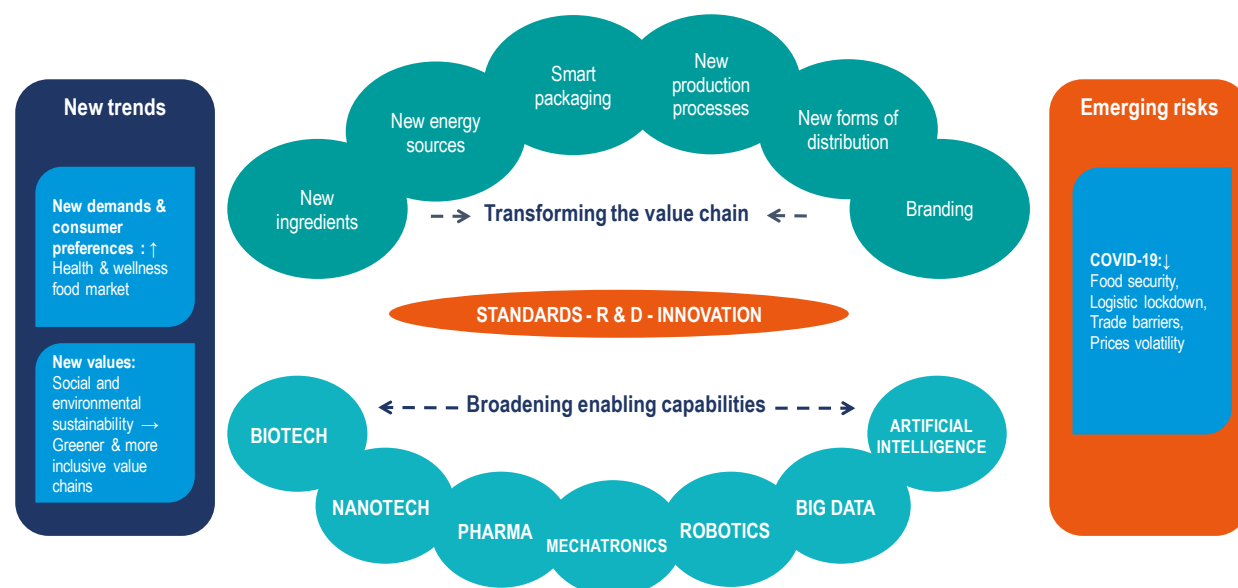 New trends
New demands &
consumer
preferences : ↑
Health & wellness
food market
New values:
Social and
environmental
sustainability →
Greener & more
inclusive value
chains
New
ingredients
New energy
sources
Smart
packaging
New
production
processes
New forms of
distribution
Branding
Transforming the value chain
STANDARDS - R & D - INNOVATION
Broadening enabling capabilities
BIOTECH
NANOTECH
PHARMA
MECHATRONICS
ROBOTICS
BIG DATA
ARTIFICIAL
INTELLIGENCE
Emerging risks
COVID-19:↓
Food security,
Logistic lockdown,
Trade barriers,
Prices volatility